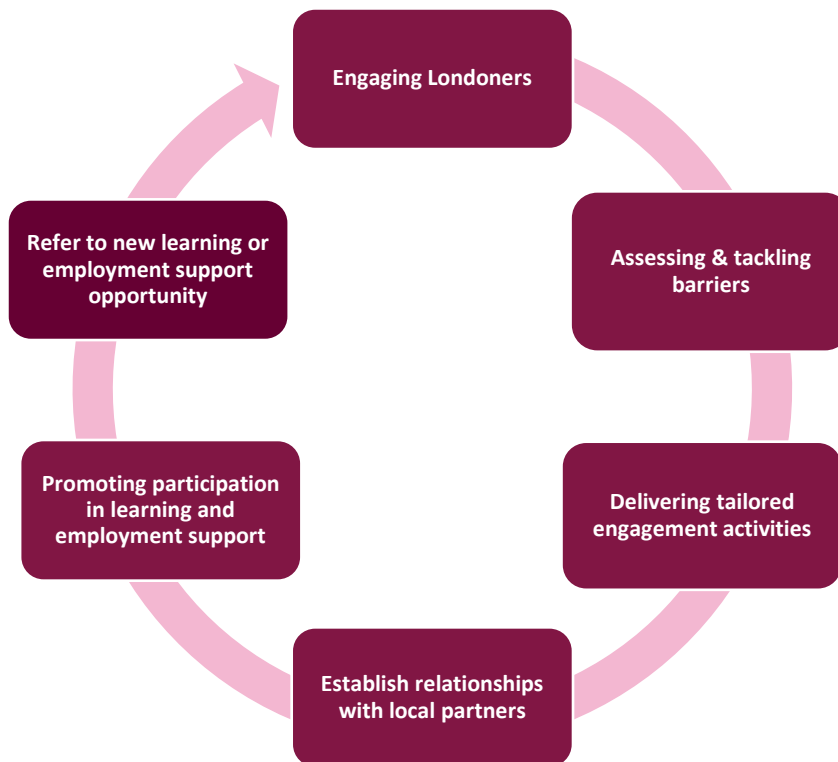 Engaging Londoners
Assessing & tackling
barriers
Delivering tailored
engagement activities
Establish relationships
with local partners
Promoting participation
in learning and
employment support
Refer to new learning or
employment support
opportunity